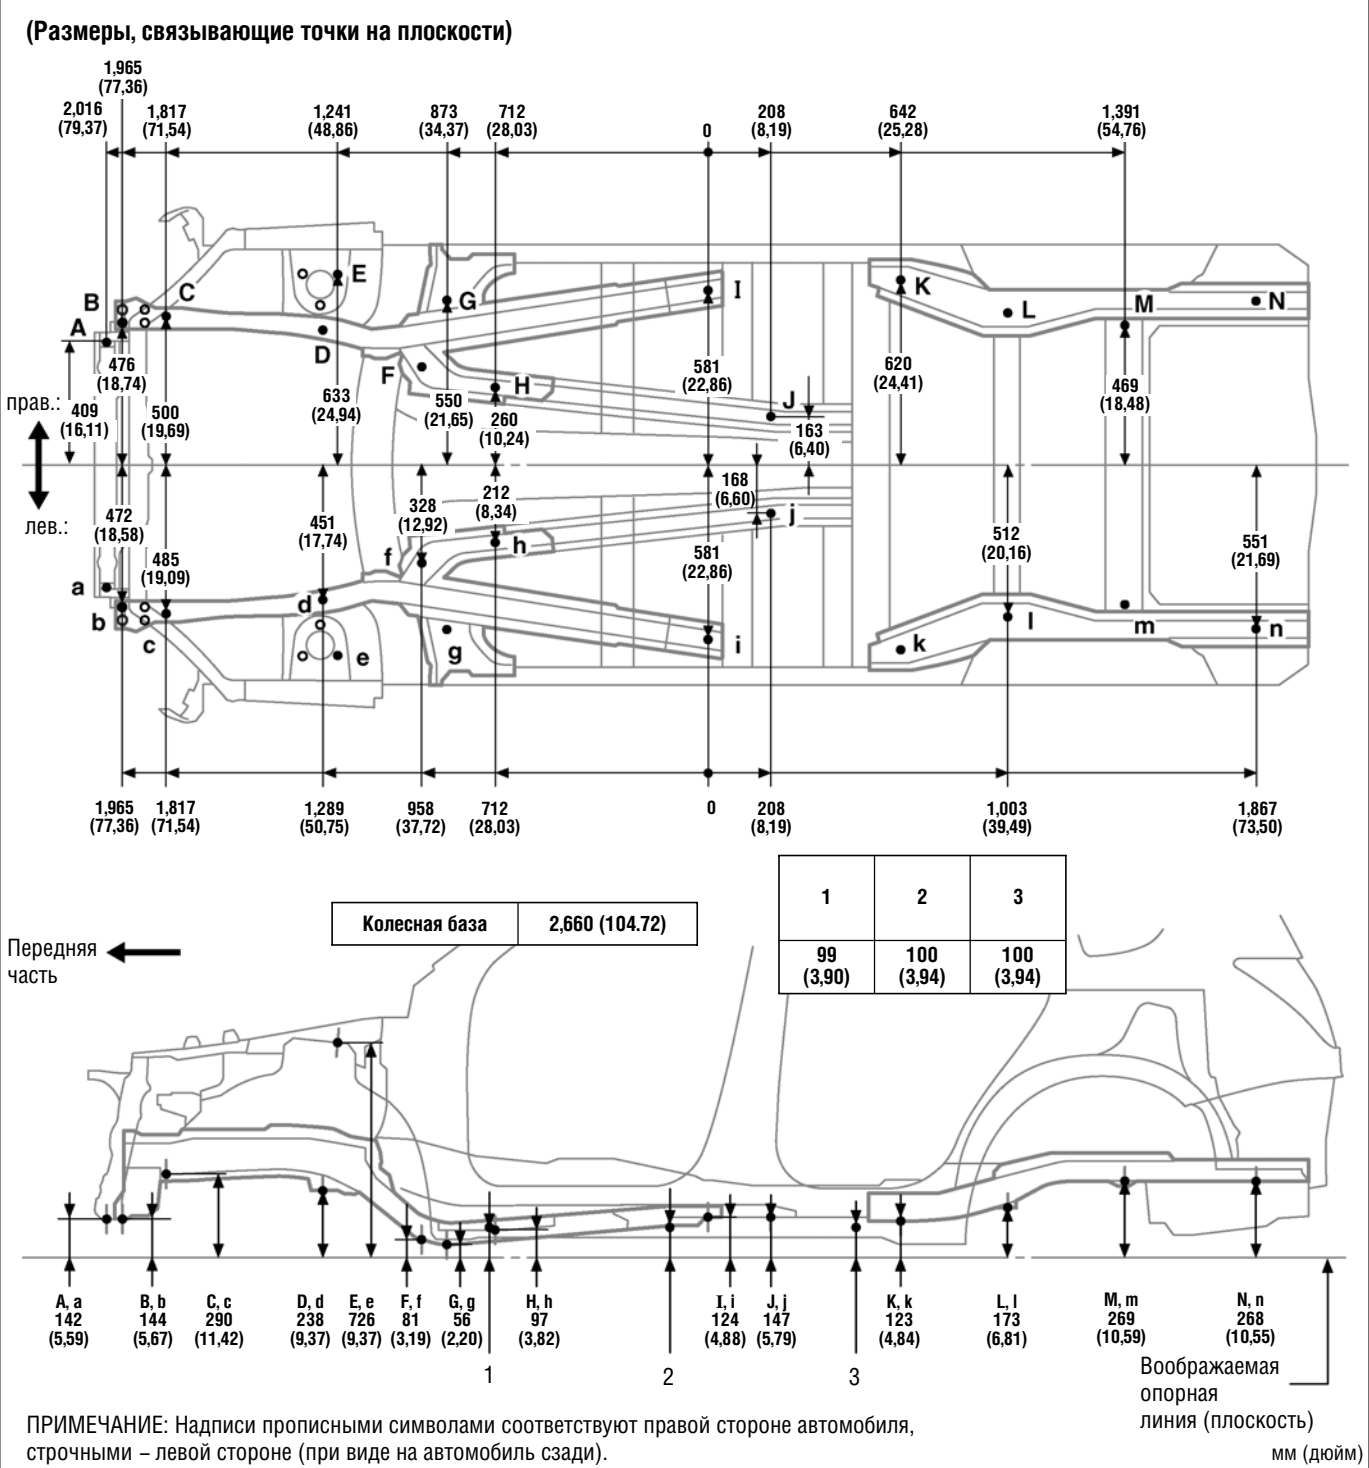 (Размеры, связывающие точки на плоскости)
1,965
(77,36)
2,016
(79,37)
1,817
(71,54)
1,241
(48,86)
873
(34,37)
712
(28,03)
0
208
(8,19)
642
(25,28)
1,391
(54,76)
A
B
C
D
E
F
G
H
I
J
K
L
M
N
476
(18,74)
409
(16,11)
500
(19,69)
633
(24,94)
550
(21,65)
260
(10,24)
581
(22,86)
163
(6,40)
620
(24,41)
469
(18,48)
прав.:
лев.:
472
(18,58)
485
(19,09)
451
(17,74)
328
(12,92)
212
(8,34)
168
(6,60)
581
(22,86)
512
(20,16)
551
(21,69)
a
b
c
d
e
f
g
h
i
j
k
l
m
n
1,965
(77,36)
1,817
(71,54)
1,289
(50,75)
958
(37,72)
712
(28,03)
0
208
(8,19)
1,003
(39,49)
1,867
(73,50)
Колесная база 2,660 (104.72)
1 2 3
99 100 100
(3,90) (3,94) (3,94)
Передняя
часть
A, a
142
(5,59)
B, b
144
(5,67)
C, c
290
(11,42)
D, d
238
(9,37)
E, e
726
(9,37)
F, f
81
(3,19)
G, g
56
(2,20)
H, h
97
(3,82)
I, i
124
(4,88)
J, j
147
(5,79)
K, k
123
(4,84)
L, l
173
(6,81)
M, m
269
(10,59)
N, n
268
(10,55)
1
2
3
Воображаемая
опорная
линия (плоскость)
ПРИМЕЧАНИЕ: Надписи прописными символами соответствуют правой стороне автомобиля,
строчными – левой стороне (при виде на автомобиль сзади).
мм (дюйм)